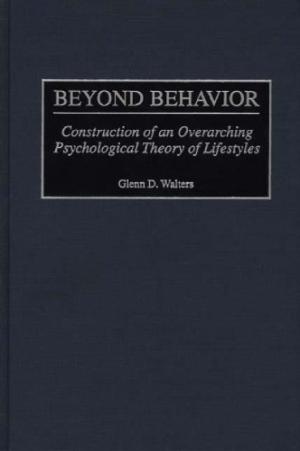 BEYOND BEHAVIOR
Construction of an Overarching
Psychological Theory of Lifestyles
Glenn D. Walters